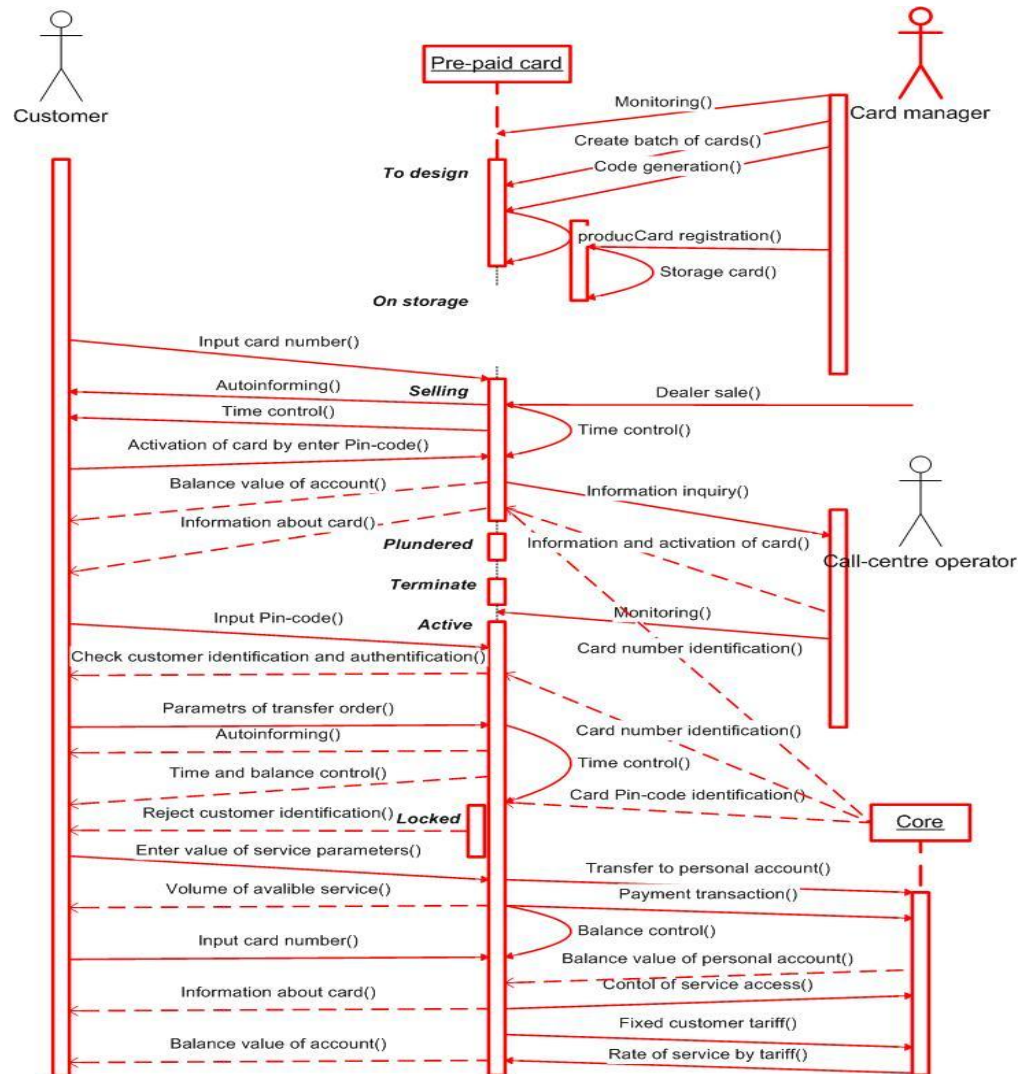 Pre-paid card
Monitoring()
Customer
Card manager
Create batch of cards()
Code generation()
To design
producCard registration()
Storage card()
On storage
Input card number()
Autoinforming()
Selling
Dealer sale()
Time control()
Time control()
Activation of card by enter Pin-code()
Balance value of account()
Information inquiry()
Information about card()
Plundered
Information and activation of card()
Call-centre operator
Terminate
Input Pin-code()
Active
Monitoring()
Card number identification()
Check customer identification and authentification()
Parametrs of transfer order()
Card number identification()
Autoinforming()
Time control()
Time and balance control()
Card Pin-code identification()
Reject customer identification()
Locked
Core
Enter value of service parameters()
Transfer to personal account()
Volume of avalible service()
Payment transaction()
Balance control()
Input card number()
Balance value of personal account()
Contol of service access()
Information about card()
Fixed customer tariff()
Balance value of account()
Rate of service by tariff()